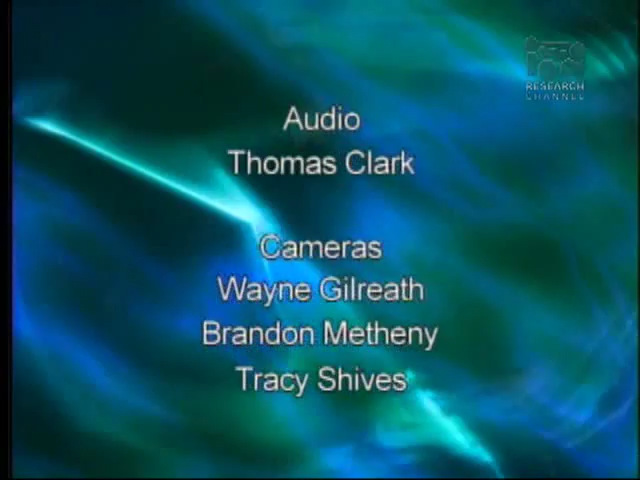 RESEARCH
CHANNEL
Audio
Thomas Clark
Cameras
Wayne Gilreath
Brandon Metheny
Tracy Shives